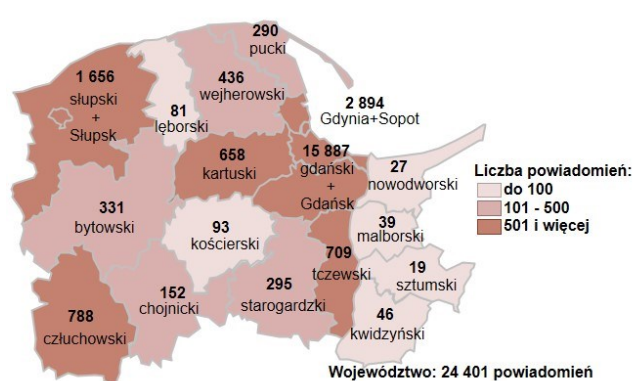 290
pucki
1 656
słupski
+
Słupsk
81
lęborski
436
wejherowski
2 894
Gdynia+Sopot
658
kartuski
15 887
gdański
+
Gdańsk
27
nowodworski
331
bytowski
93
kościerski
39
malborski
709
tczewski
19
sztumski
788
człuchowski
152
chojnicki
295
starogardzki
46
kwidzyński
Liczba powiadomień:
do 100
101 - 500
501 i więcej
Województwo: 24 401 powiadomień